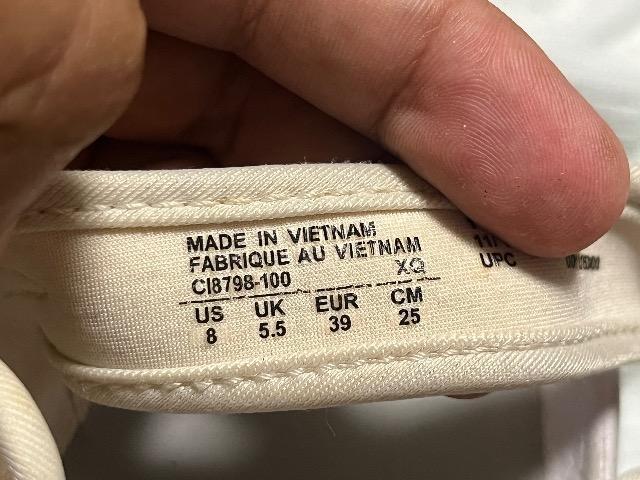 MADE IN VIETNAM
FABRIQUE AU VIETNAM
CI8798-100 XQ
US UK EUR CM
8 5.5 39 25
UPC